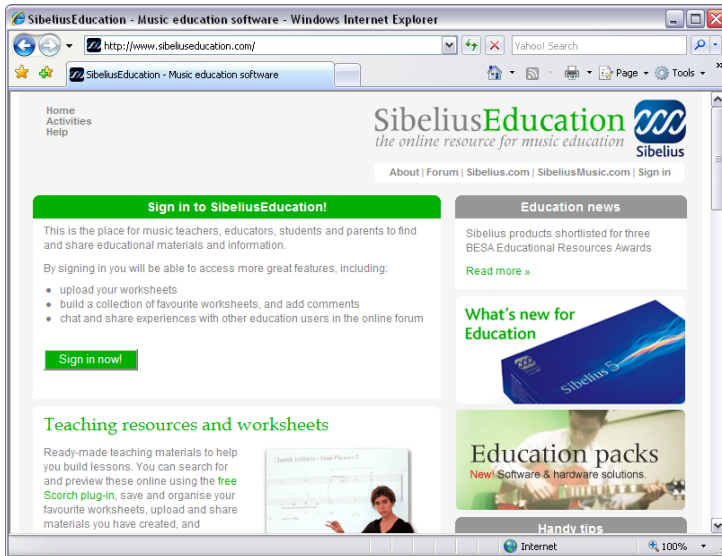 SibeliusEducation - Music education software - Windows Internet Explorer
http://www.sibeliuseducation.com/
Yahoo! Search
SibeliusEducation - Music education software
Page
Tools
Home
Activities
Help
SibeliusEducation
the online resource for music education
Sibelius
About | Forum | Sibelius.com | SibeliusMusic.com | Sign in
Sign in to SibeliusEducation!
This is the place for music teachers, educators, students and parents to find
and share educational materials and information.
By signing in you will be able to access more great features, including:
upload your worksheets
build a collection of favourite worksheets, and add comments
chat and share experiences with other education users in the online forum
Sign in now!
Education news
Sibelius products shortlisted for three
BESA Educational Resources Awards
Read more »
What's new for
Education
Sibelius 5
Teaching resources and worksheets
Ready-made teaching materials to help
you build lessons. You can search for
and preview these online using the free
Scorch plug-in, save and organise your
favourite worksheets, upload and share
materials you have created, and
Education packs
New! Software & hardware solutions.
Handy tips
Internet
100%